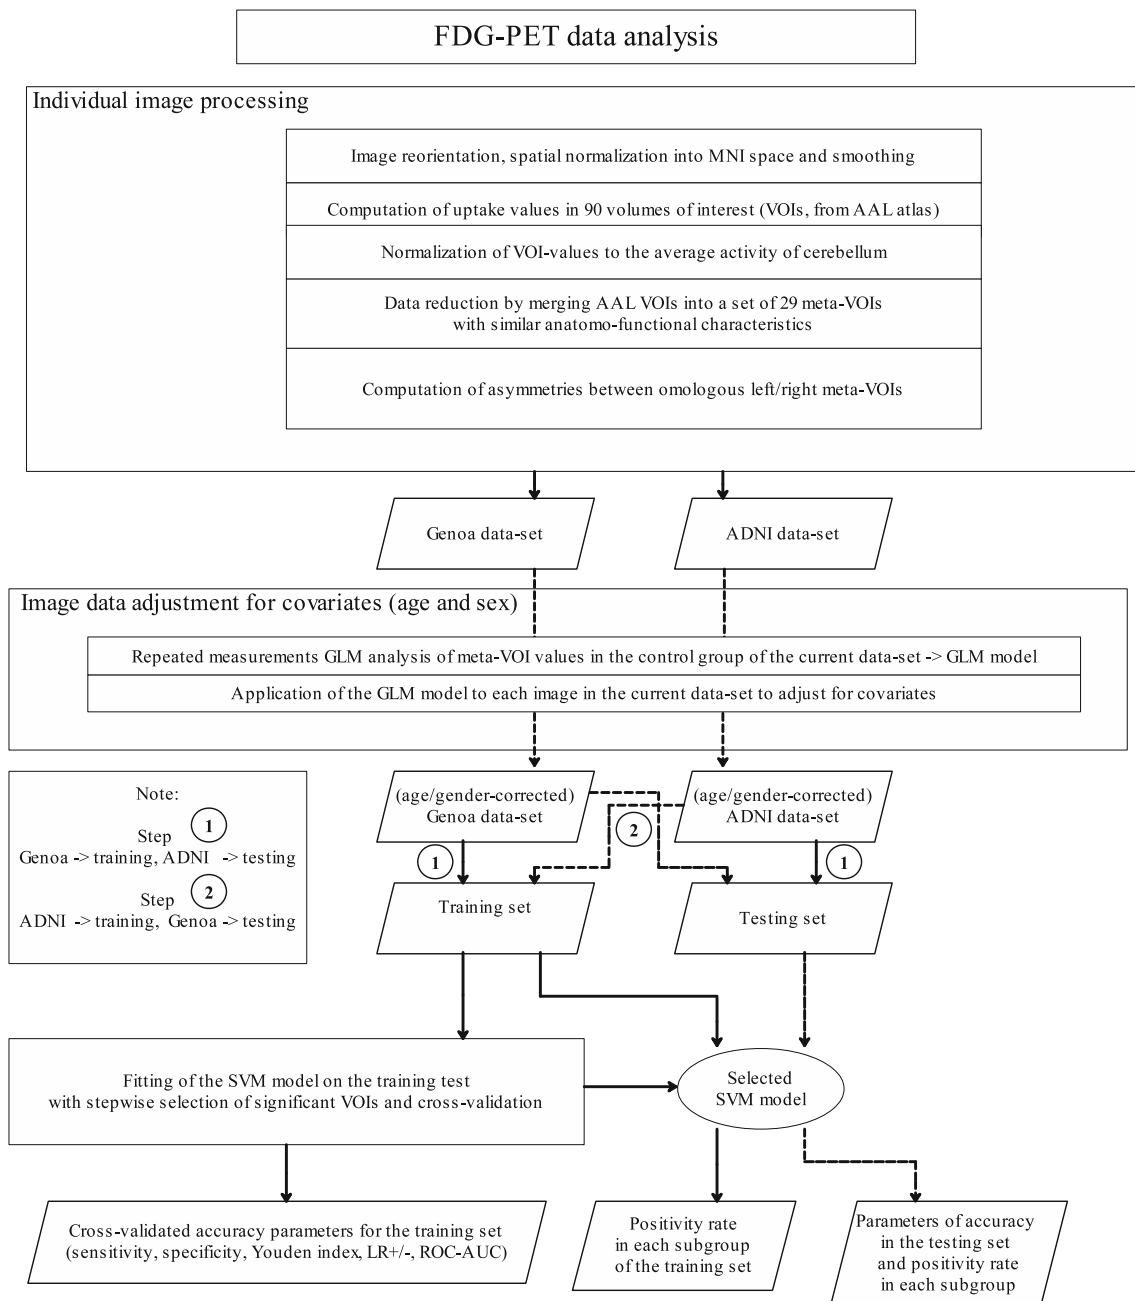 FDG-PET data analysis
Individual image processing
Image reorientation, spatial normalization into MNI space and smoothing
Computation of uptake values in 90 volumes of interest (VOIs, from AAL atlas)
Normalization of VOI-values to the average activity of cerebellum
Data reduction by merging AAL VOIs into a set of 29 meta-VOIs
with similar anatomo-functional characteristics
Computation of asymmetries between omologous left/right meta-VOIs
Genoa data-set
ADNI data-set
Image data adjustment for covariates (age and sex)
Repeated measurements GLM analysis of meta-VOI values in the control group of the current data-set -> GLM model
Application of the GLM model to each image in the current data-set to adjust for covariates
Note:
Step 1
Genoa -> training, ADNI -> testing
Step 2
ADNI -> training, Genoa -> testing
(age/gender-corrected)
Genoa data-set
(age/gender-corrected)
ADNI data-set
2
1
1
Training set
Testing set
Fitting of the SVM model on the training test
with stepwise selection of significant VOIs and cross-validation
Selected
SVM model
Cross-validated accuracy parameters for the training set
(sensitivity, specificity, Youden index, LR+/-, ROC-AUC)
Positivity rate
in each subgroup
of the training set
Parameters of accuracy
in the testing set
and positivity rate
in each subgroup